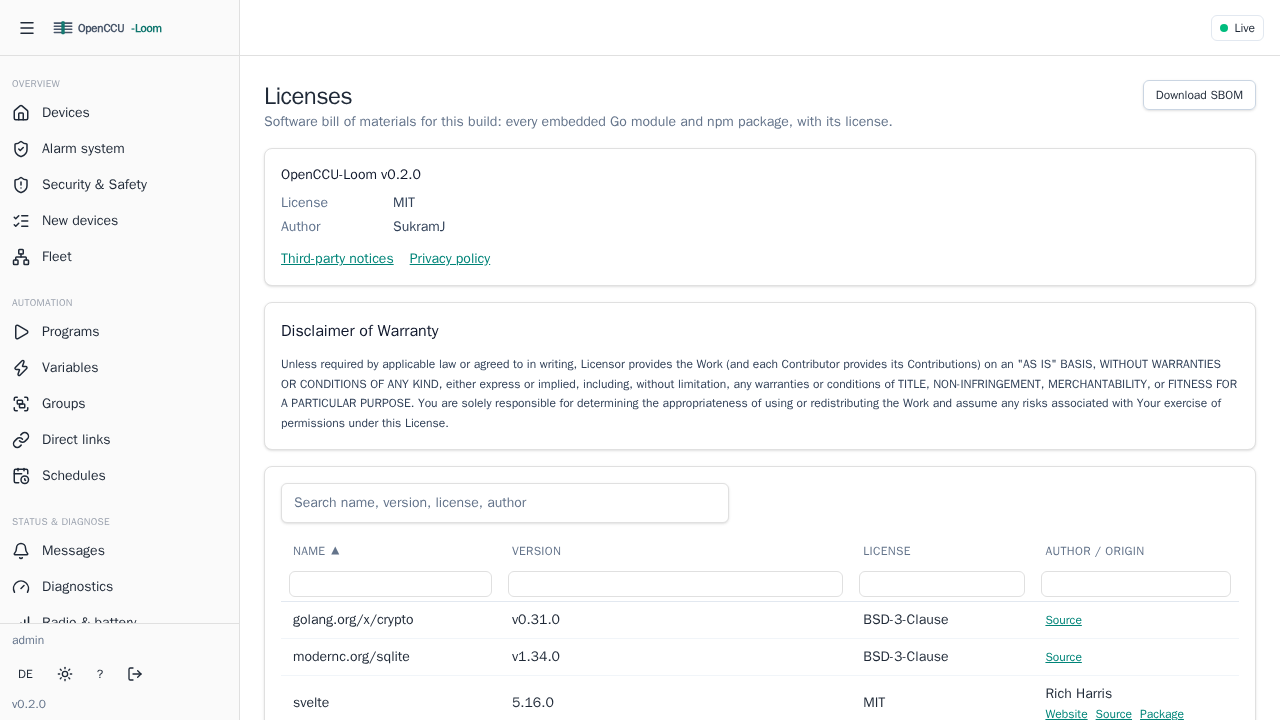 OpenCCU -Loom
Live
OVERVIEW
Devices
Alarm system
Security & Safety
New devices
Fleet
AUTOMATION
Programs
Variables
Groups
Direct links
Schedules
STATUS & DIAGNOSE
Messages
Diagnostics
Radio & battery
admin
DE
?
v0.2.0
Licenses
Download SBOM
Software bill of materials for this build: every embedded Go module and npm package, with its license.
OpenCCU-Loom v0.2.0
License MIT
Author SukramJ
Third-party notices Privacy policy
Disclaimer of Warranty
Unless required by applicable law or agreed to in writing, Licensor provides the Work (and each Contributor provides its Contributions) on an "AS IS" BASIS, WITHOUT WARRANTIES
OR CONDITIONS OF ANY KIND, either express or implied, including, without limitation, any warranties or conditions of TITLE, NON-INFRINGEMENT, MERCHANTABILITY, or FITNESS FOR
A PARTICULAR PURPOSE. You are solely responsible for determining the appropriateness of using or redistributing the Work and assume any risks associated with Your exercise of
permissions under this License.
Search name, version, license, author
NAME ▲ VERSION LICENSE AUTHOR / ORIGIN
golang.org/x/crypto v0.31.0 BSD-3-Clause Source
modernc.org/sqlite v1.34.0 BSD-3-Clause Source
svelte 5.16.0 MIT Rich Harris
Website Source Package